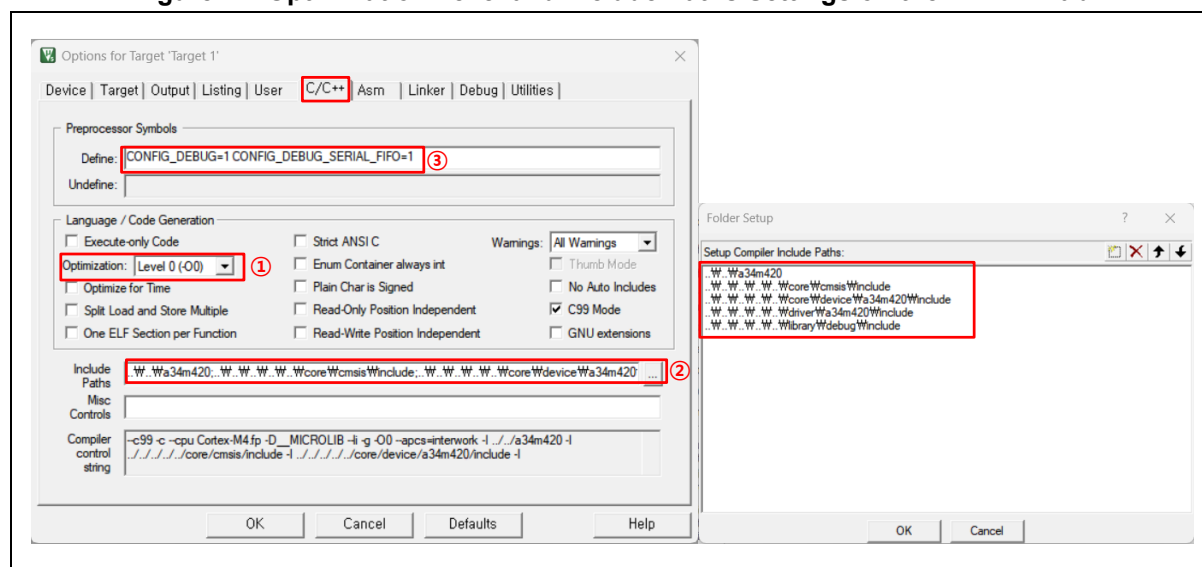 Options for Target 'Target 1'
Device | Target | Output | Listing | User C/C++ Asm | Linker | Debug | Utilities |
Preprocessor Symbols
Define: CONFIG_DEBUG=1 CONFIG_DEBUG_SERIAL_FIFO=1 ③
Undefine:
Language / Code Generation
Execute-only Code Strict ANSI C Warnings: All Warnings
Optimization: Level 0 (-O0) ① Enum Container always int Thumb Mode
Optimize for Time Plain Char is Signed No Auto Includes
Split Load and Store Multiple Read-Only Position Independent C99 Mode
One ELF Section per Function Read-Write Position Independent GNU extensions
Include Paths ..₩..₩a34m420;..₩..₩..₩..₩..₩core₩cmsis₩include;..₩..₩..₩..₩..₩core₩device₩a34m420 ... ②
Misc Controls
Compiler control string --c99 -c --cpu Cortex-M4.fp -D__MICROLIB --li -g -O0 --apcs=interwork -I ../../a34m420 -I
../../../../../core/cmsis/include -I ../../../../../core/device/a34m420/include -I
OK Cancel Defaults Help
Folder Setup ?
Setup Compiler Include Paths:
..₩..₩a34m420
..₩..₩..₩..₩..₩core₩cmsis₩include
..₩..₩..₩..₩..₩core₩device₩a34m420₩include
..₩..₩..₩..₩..₩driver₩a34m420₩include
..₩..₩..₩..₩..₩library₩debug₩include
OK Cancel